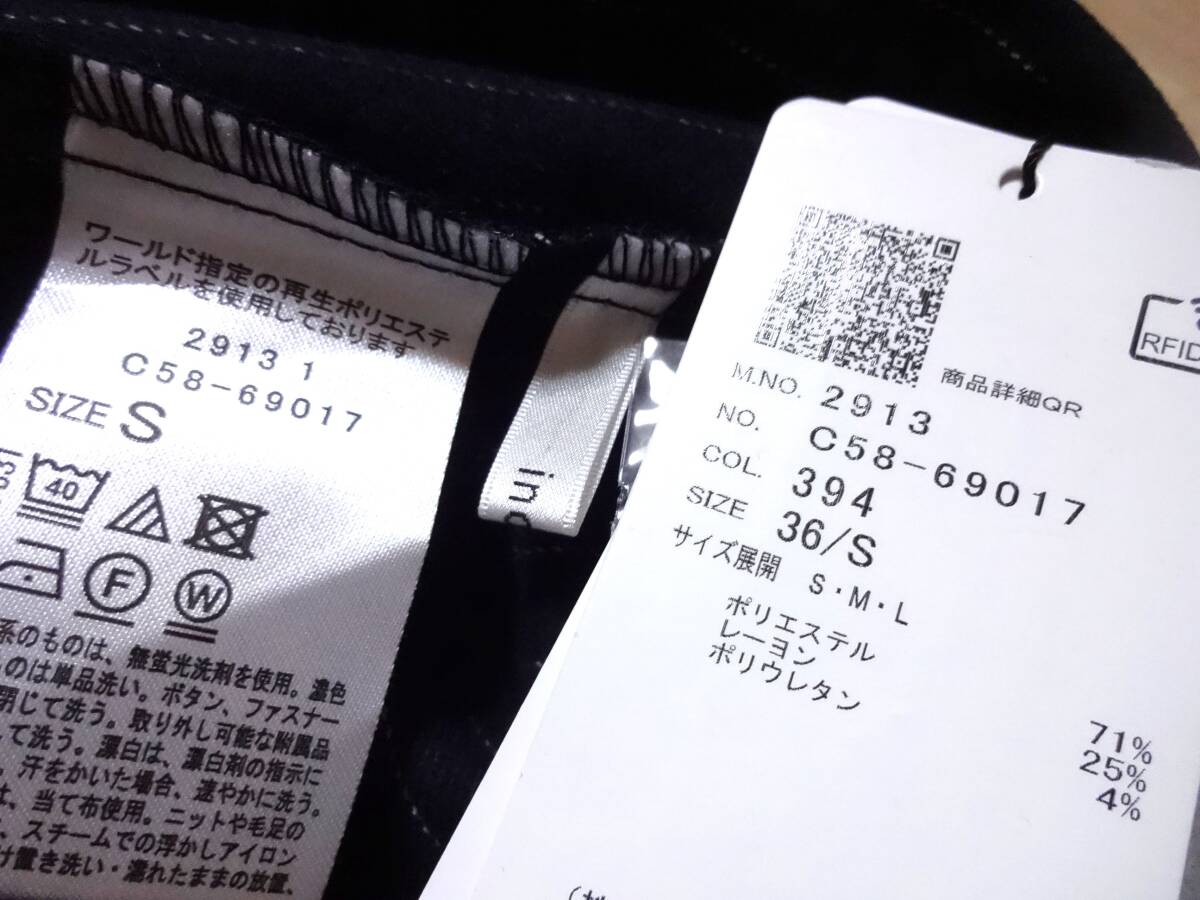 ワールド指定の再生ポリエステ
ルラベルを使用しております
2913 1
C58-69017
SIZE S
40
F
W
系のものは、無蛍光洗剤を使用。濃色
ものは単品洗い。ボタン、ファスナー
閉じて洗う。取り外し可能な附属品
して洗う。漂白は、漂白剤の指示に
汗をかいた場合、速やかに洗う。
は、当て布使用。ニットや毛足の
、スチームでの浮かしアイロン
け置き洗い・濡れたままの放置、
in
RFID
商品詳細QR
M.NO. 2913
NO. C58-69017
COL. 394
SIZE 36/S
サイズ展開 S・M・L
ポリエステル 71%
レーヨン 25%
ポリウレタン 4%